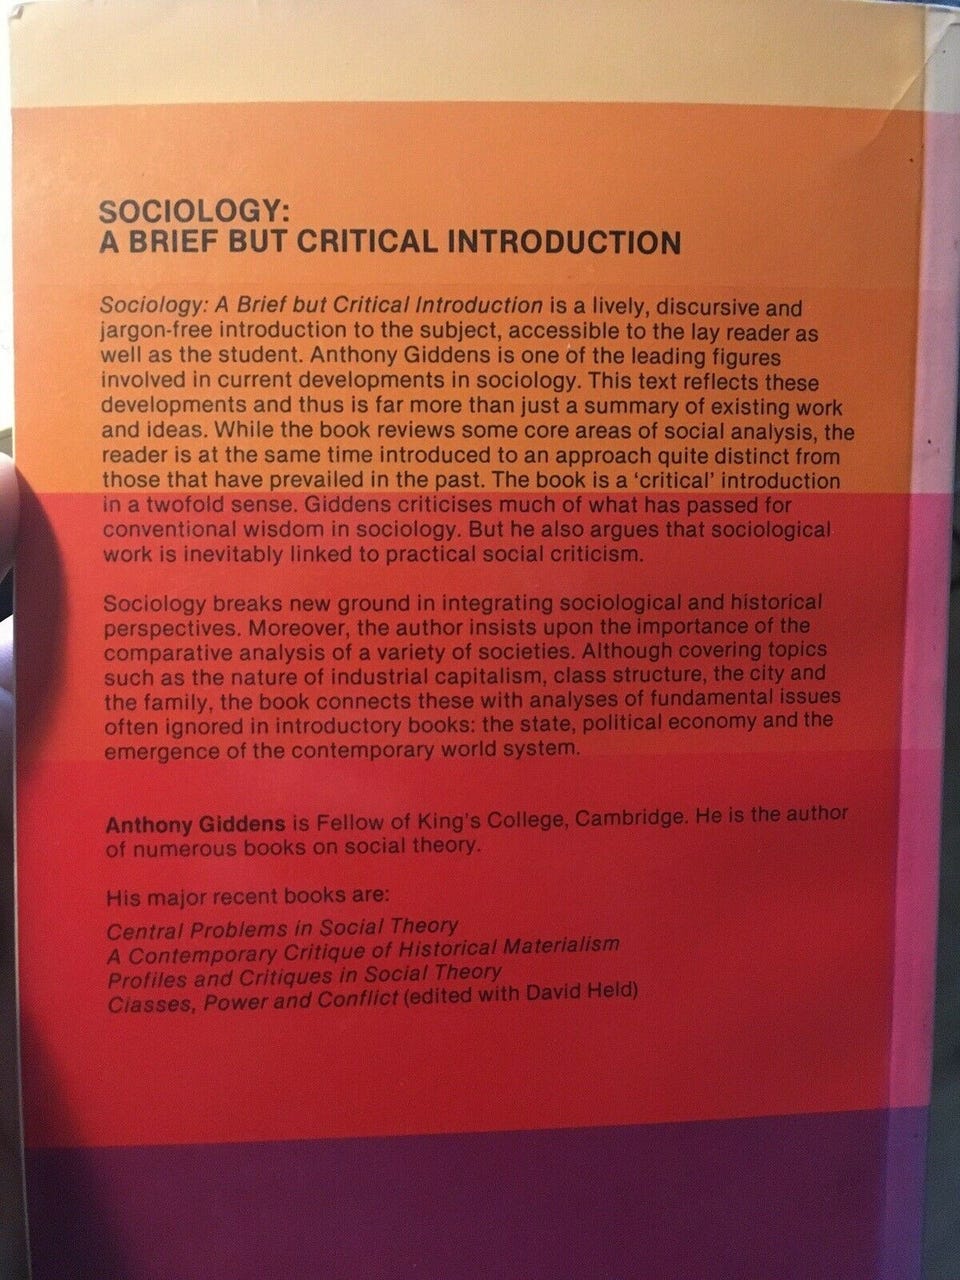 SOCIOLOGY:
A BRIEF BUT CRITICAL INTRODUCTION
Sociology: A Brief but Critical Introduction is a lively, discursive and
jargon-free introduction to the subject, accessible to the lay reader as
well as the student. Anthony Giddens is one of the leading figures
involved in current developments in sociology. This text reflects these
developments and thus is far more than just a summary of existing work
and ideas. While the book reviews some core areas of social analysis, the
reader is at the same time introduced to an approach quite distinct from
those that have prevailed in the past. The book is a ‘critical’ introduction
in a twofold sense. Giddens criticises much of what has passed for
conventional wisdom in sociology. But he also argues that sociological
work is inevitably linked to practical social criticism.
Sociology breaks new ground in integrating sociological and historical
perspectives. Moreover, the author insists upon the importance of the
comparative analysis of a variety of societies. Although covering topics
such as the nature of industrial capitalism, class structure, the city and
the family, the book connects these with analyses of fundamental issues
often ignored in introductory books: the state, political economy and the
emergence of the contemporary world system.
Anthony Giddens is Fellow of King's College, Cambridge. He is the author
of numerous books on social theory.
His major recent books are:
Central Problems in Social Theory
A Contemporary Critique of Historical Materialism
Profiles and Critiques in Social Theory
Classes, Power and Conflict (edited with David Held)